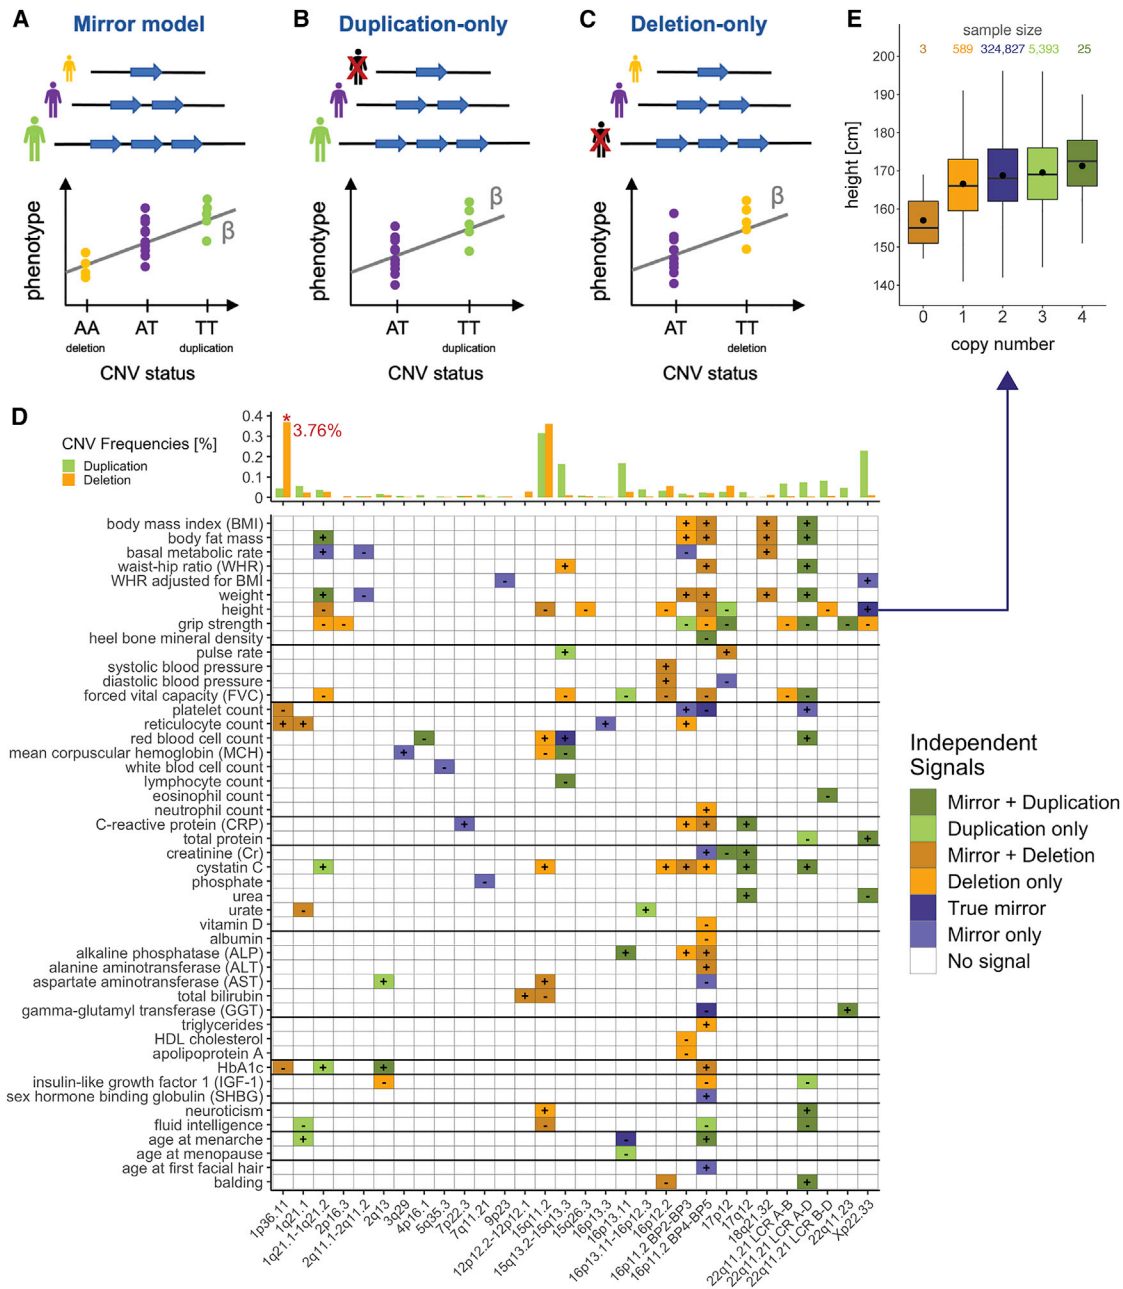 A Mirror model
phenotype
β
AA AT TT
deletion duplication
CNV status
B Duplication-only
phenotype
β
AT TT
duplication
CNV status
C Deletion-only
phenotype
β
AT TT
deletion
CNV status
E
sample size
3 589 324,827 5,393 25
height [cm]
200
190
180
170
160
150
140
0 1 2 3 4
copy number
D
CNV Frequencies [%]
Duplication
Deletion
0.4
0.3
0.2
0.1
0
*
3.76%
body mass index (BMI) + + + +
body fat mass + + + + +
basal metabolic rate + - - +
waist-hip ratio (WHR) + + +
WHR adjusted for BMI - +
weight + - + + + +
height - - - - - - - +
grip strength - - - - - - - - -
heel bone mineral density -
pulse rate + +
systolic blood pressure +
diastolic blood pressure + -
forced vital capacity (FVC) - - - - - - -
platelet count - + - +
reticulocyte count + + + +
red blood cell count - + + +
mean corpuscular hemoglobin (MCH) + - -
white blod cell count -
lymphocyte count -
eosinophil count -
neutrophil count +
C-reactive protein (CRP) + + + +
total protein - +
creatinine (Cr) + - +
cystatin C + + + + + + +
phosphate -
urea + -
urate - +
vitamin D -
albumin -
alkaline phosphatase (ALP) + + +
alanine aminotransferase (ALT) +
aspartate aminotransferase (AST) + + -
total bilirubin + -
gamma-glutamyl transferase (GGT) - +
triglycerides +
HDL cholesterol -
apolipoprotein A -
HbA1c - + + +
insulin-like growth factor 1 (IGF-1) - - -
sex hormone binding globulin (SHBG) +
neuroticism + +
fluid intelligence - - - -
age at menarche + - +
age at menopause -
age at first facial hair +
balding - +
1p36.11
1q21.1
1q21.1-1q21.2
2p16.3
2q11.1-2q11.2
2q13
3q29
4p16.1
5q35.3
7p22.3
7q11.21
9p23
12p12.2-12p12.1
15q11.2
15q13.2-15q13.3
15q26.3
16p13.3
16p13.11
16p13.11-16p12.3
16p12.2
16p11.2 BP2-BP3
16p11.2 BP4-BP5
17p12
17q12
18q21.32
22q11.21 LCR A-B
22q11.21 LCR A-D
22q11.21 LCR B-D
22q11.23
Xp22.33
Independent
Signals
Mirror + Duplication
Duplication only
Mirror + Deletion
Deletion only
True mirror
Mirror only
No signal